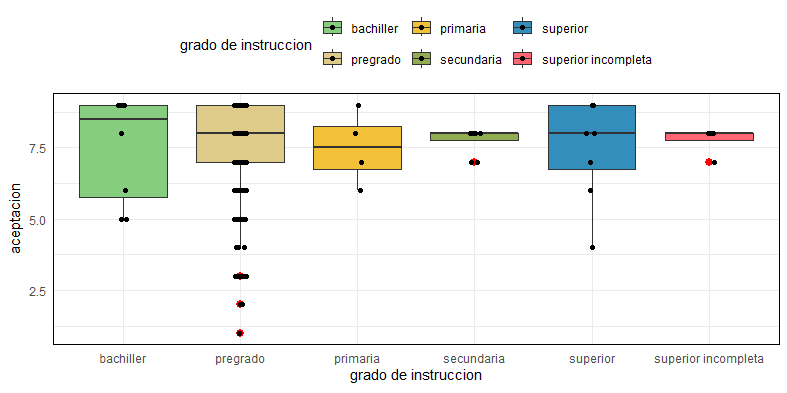 grado de instruccion
bachiller primaria superior
pregrado secundaria superior incompleta
aceptacion
7.5
5.0
2.5
bachiller pregrado primaria secundaria superior superior incompleta
grado de instruccion